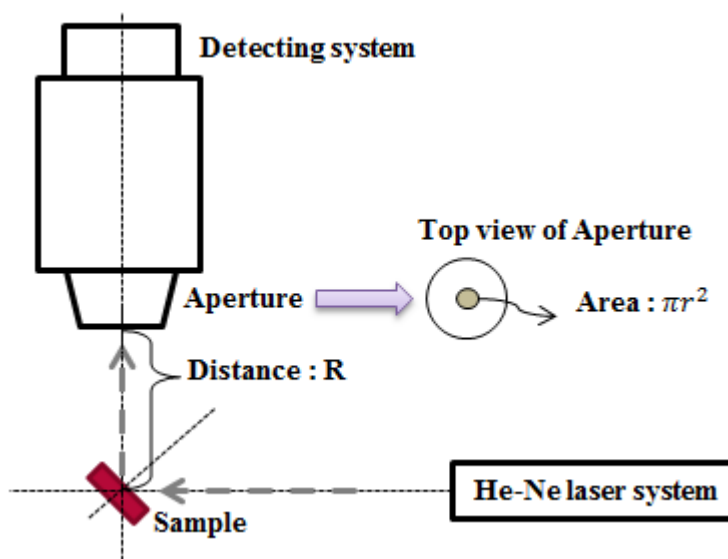 Detecting system
Top view of Aperture
Aperture
Area : πr²
Distance : R
He-Ne laser system
Sample